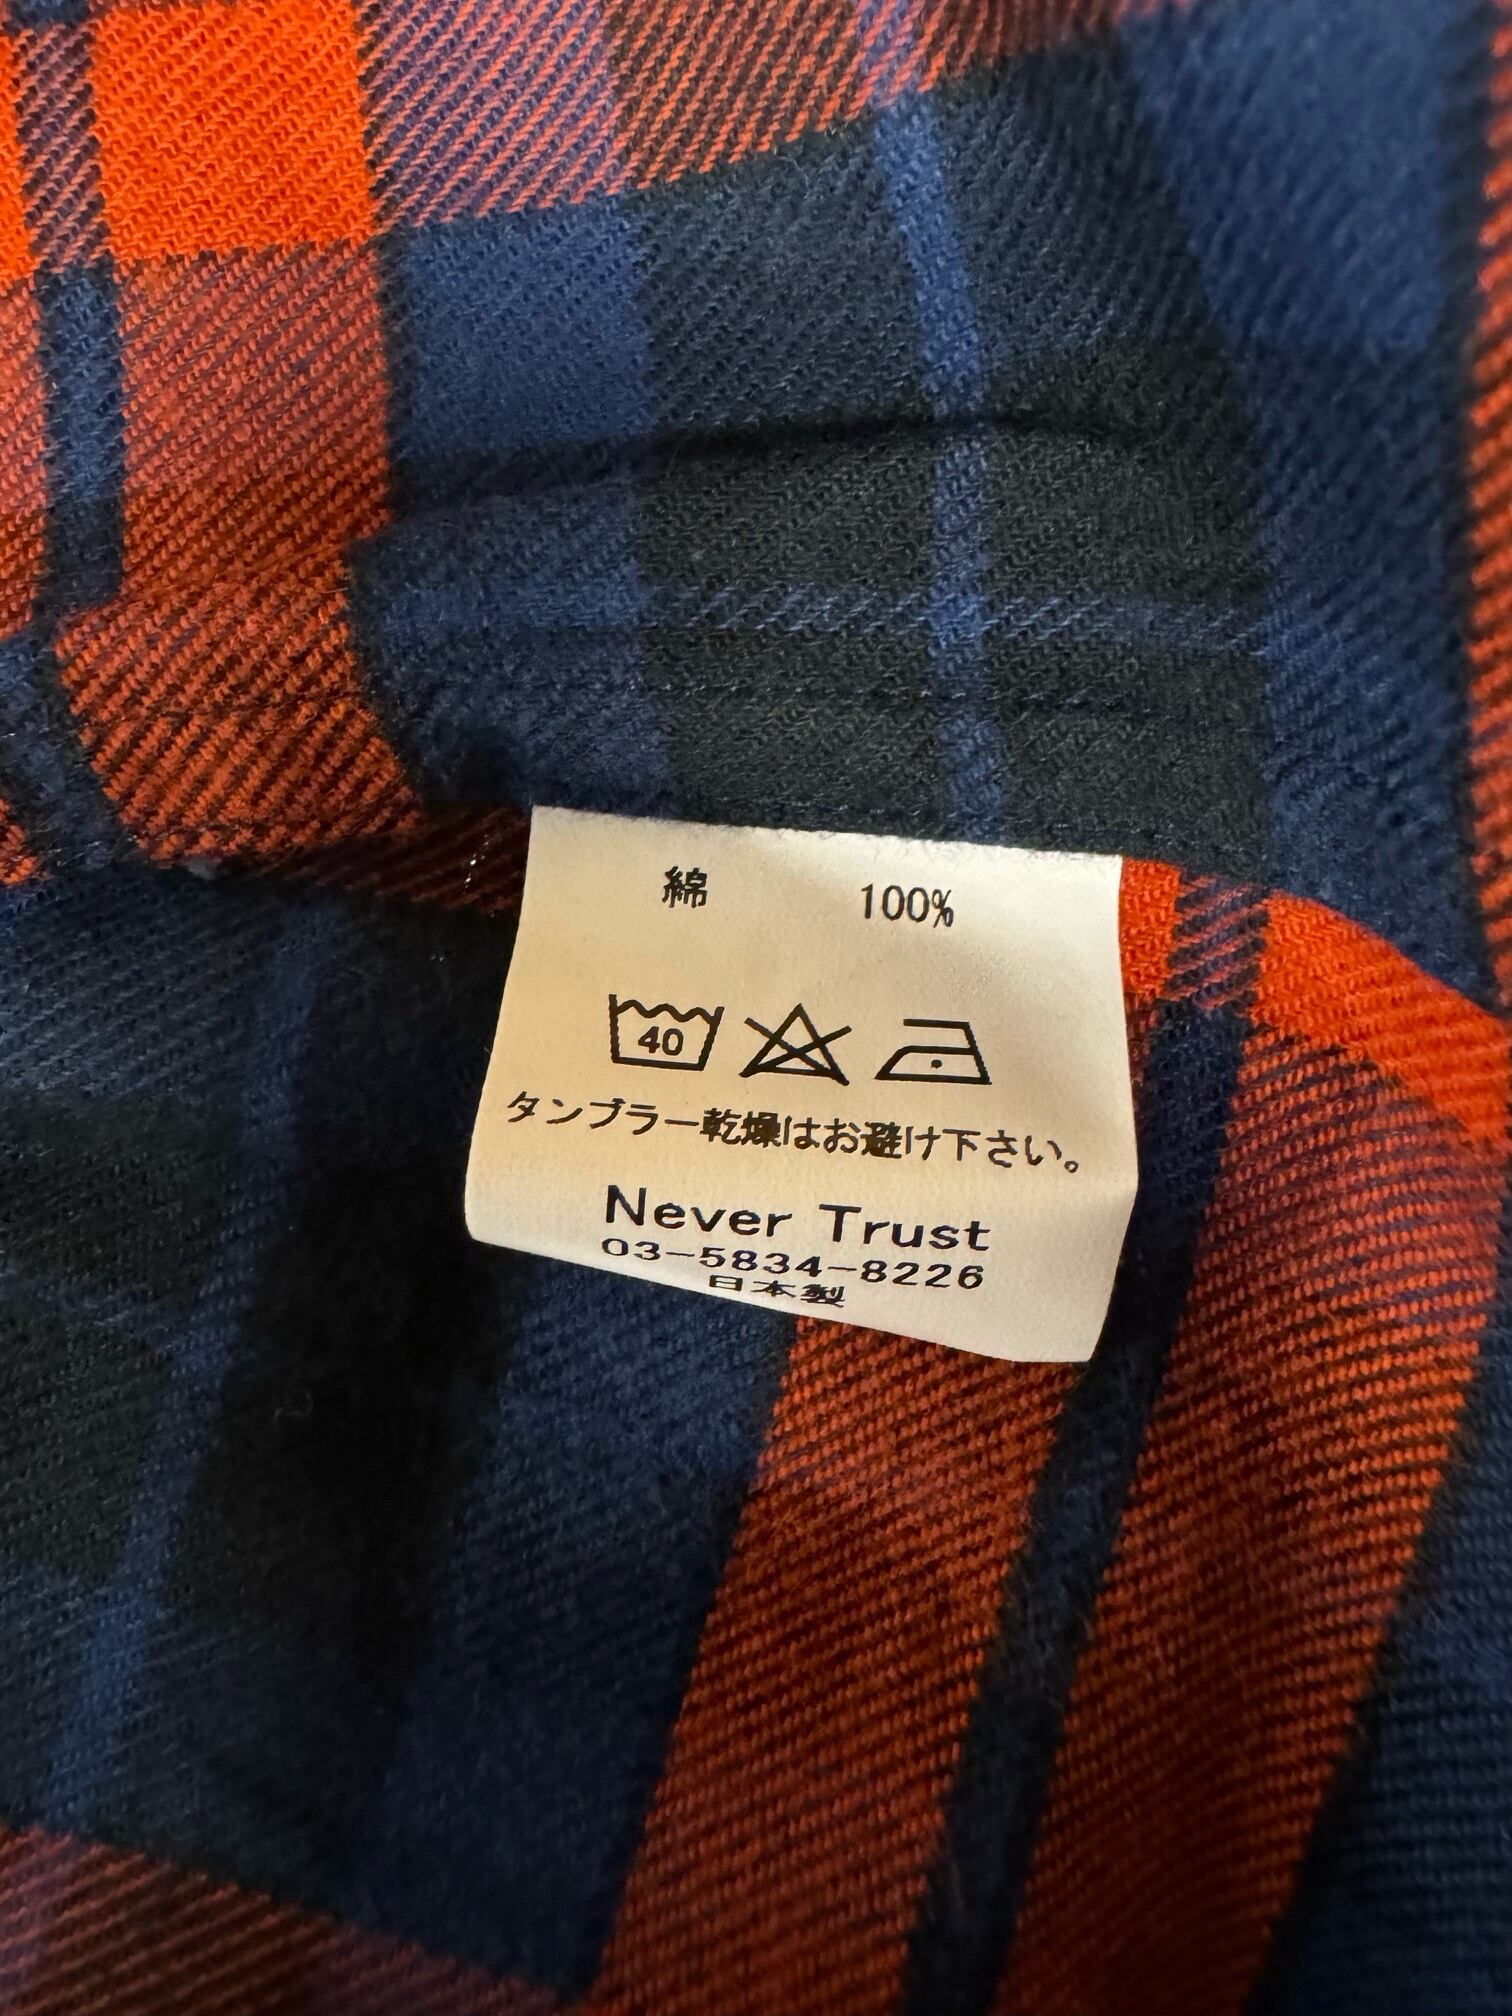 綿 100%
40
タンブラー乾燥はお避け下さい。
Never Trust
03-5834-8226
日本製